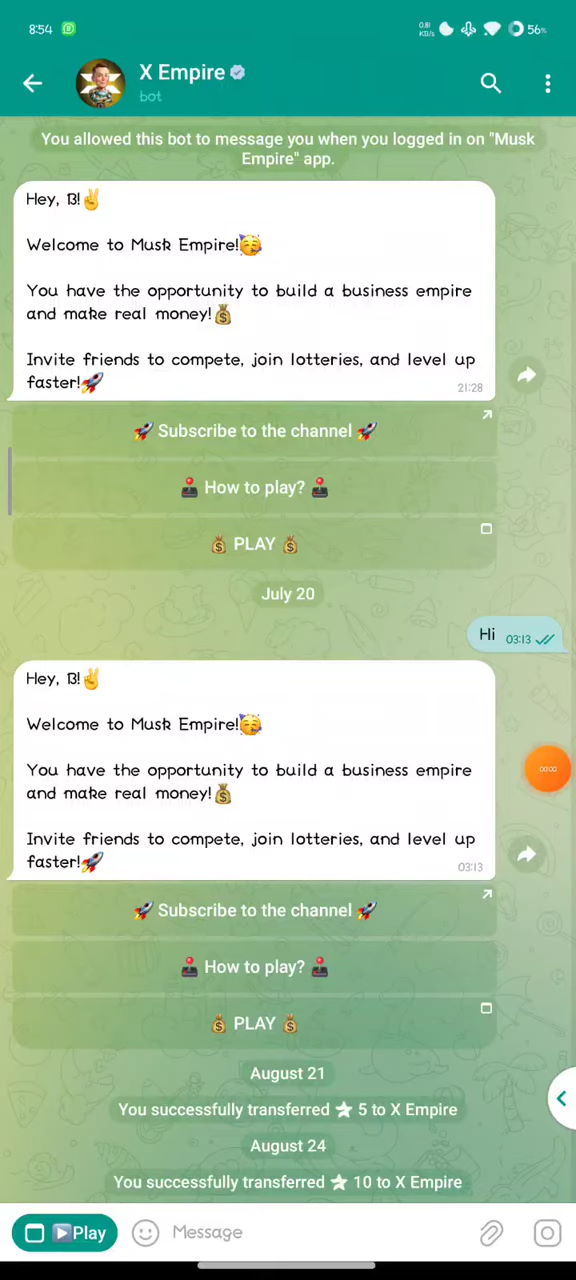 8:54
0.81
KB/s
56%
X Empire
bot
You allowed this bot to message you when you logged in on "Musk
Empire" app.
Hey, B!✌️
Welcome to Musk Empire!🥳
You have the opportunity to build a business empire
and make real money!💰
Invite friends to compete, join lotteries, and level up
faster!🚀
21:28
🚀 Subscribe to the channel 🚀
🕹️ How to play? 🕹️
💰 PLAY 💰
July 20
Hi
03:13
Hey, B!✌️
Welcome to Musk Empire!🥳
You have the opportunity to build a business empire
and make real money!💰
Invite friends to compete, join lotteries, and level up
faster!🚀
03:13
00:00
🚀 Subscribe to the channel 🚀
🕹️ How to play? 🕹️
💰 PLAY 💰
August 21
You successfully transferred ⭐ 5 to X Empire
August 24
You successfully transferred ⭐ 10 to X Empire
▶️Play
Message